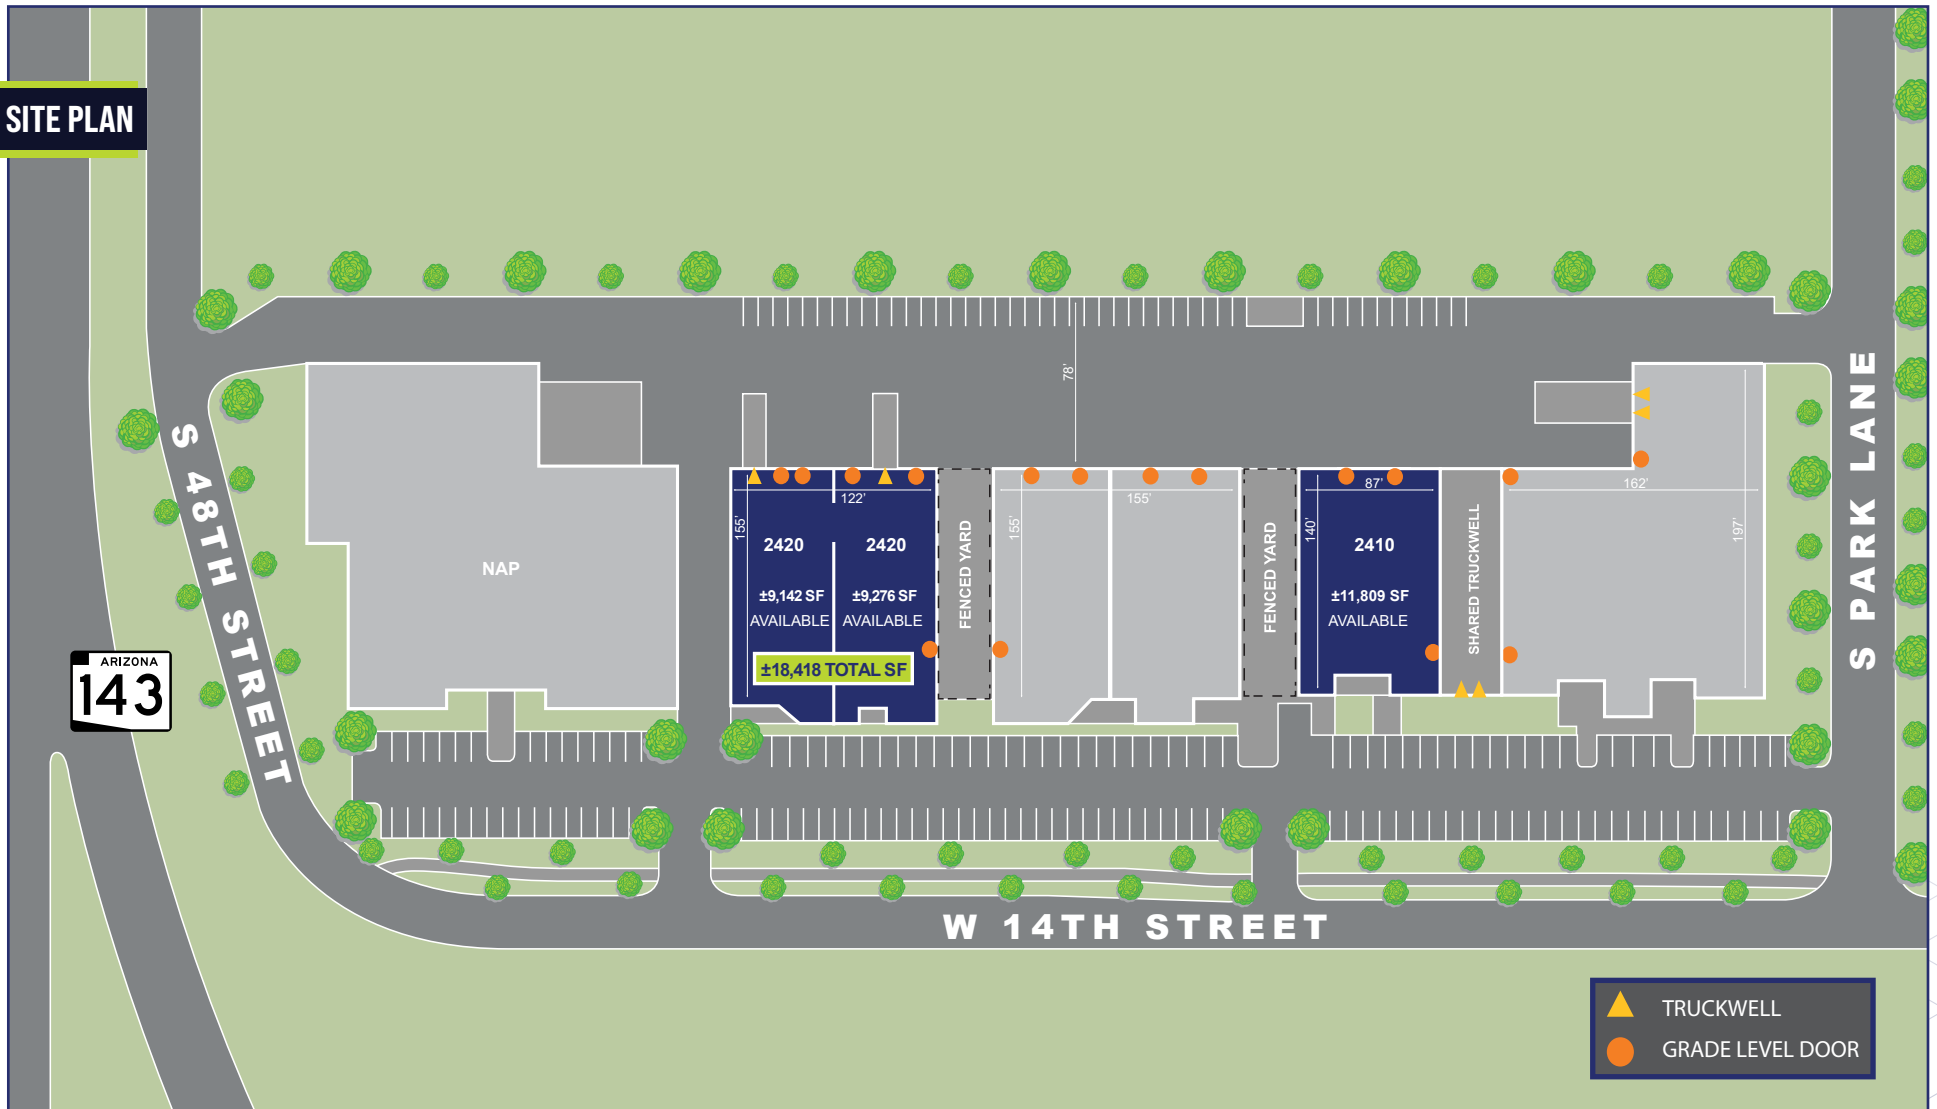 SITE PLAN
S 48TH STREET
ARIZONA
143
NAP
78'
122'
155'
2420
±9,142 SF
AVAILABLE
2420
±9,276 SF
AVAILABLE
±18,418 TOTAL SF
FENCED YARD
155'
155'
FENCED YARD
87'
140'
2410
±11,809 SF
AVAILABLE
SHARED TRUCKWELL
162'
197'
S PARK LANE
W 14TH STREET
TRUCKWELL
GRADE LEVEL DOOR